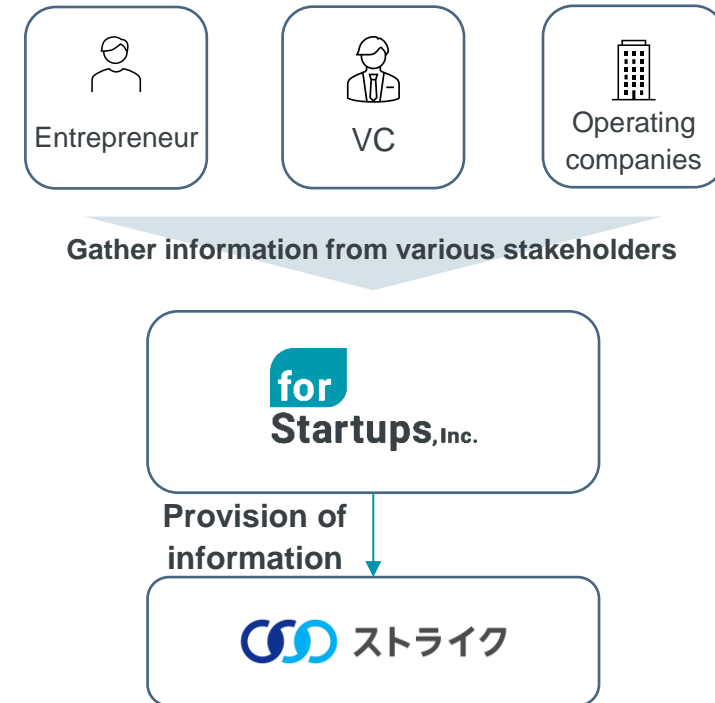 Entrepreneur
VC
Operating
companies
Gather information from various stakeholders
for
Startups,Inc.
Provision of
information
ストライク